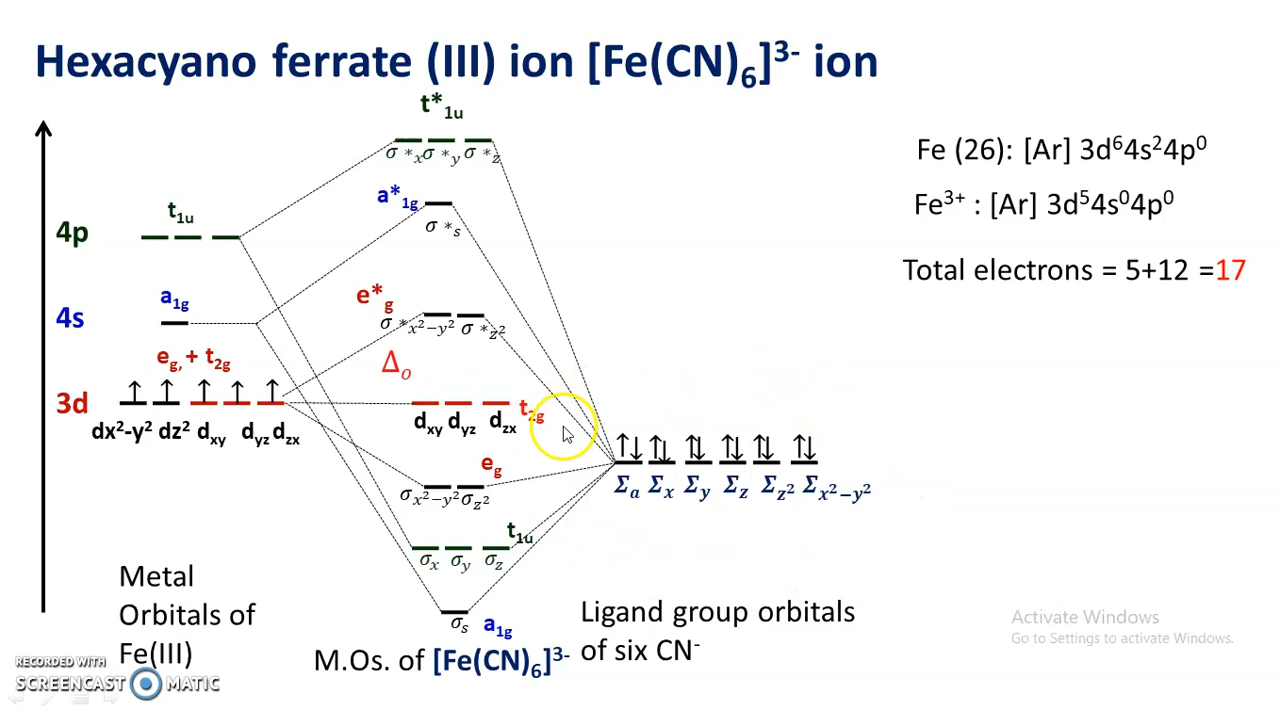 Hexacyano ferrate (III) ion [Fe(CN)₆]³⁻ ion
t*₁ᵤ
σ *ₓ σ *ᵧ σ *z
Fe (26): [Ar] 3d⁶4s²4p⁰
a*₁g
Fe³⁺ : [Ar] 3d⁵4s⁰4p⁰
t₁ᵤ
4p
σ *ₛ
Total electrons = 5+12 =17
a₁g
e*g
4s
σ *x²−y² σ *z²
eg, + t₂g
Δₒ
3d
t₂g
dx²-y² dz² dxy dyz dzx
dxy dyz dzx
eg
Σa Σx Σy Σz Σz² Σx²−y²
σx²−y² σz²
t₁ᵤ
σx σy σz
Metal
Orbitals of
Fe(III)
σs a₁g
Ligand group orbitals
of six CN⁻
M.Os. of [Fe(CN)₆]³⁻
Activate Windows
Go to Settings to activate Windows.
RECORDED WITH
SCREENCAST MATIC